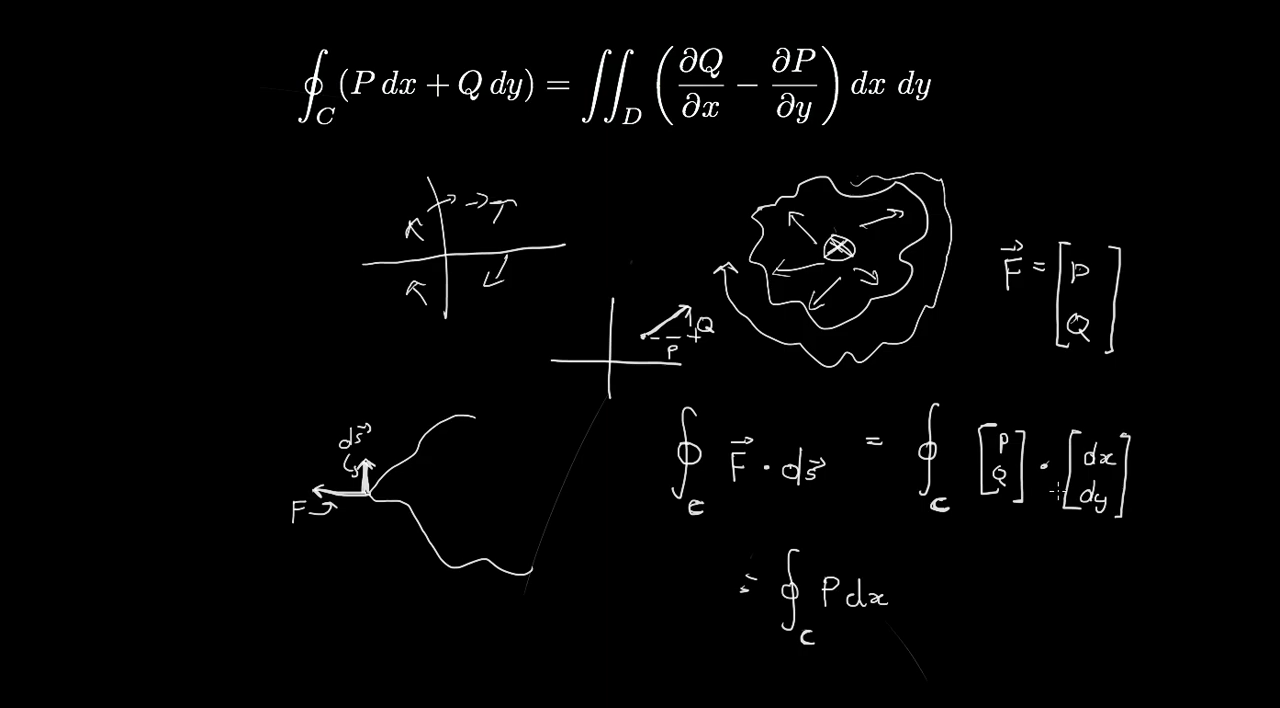 ∮_C (P dx + Q dy) = ∬_D (∂Q/∂x − ∂P/∂y) dx dy
F⃗ = [P Q]
Q
P
ds⃗
F
∮_C F⃗ · ds⃗ = ∮_C [P Q] · [dx dy]
= ∮_C P dx